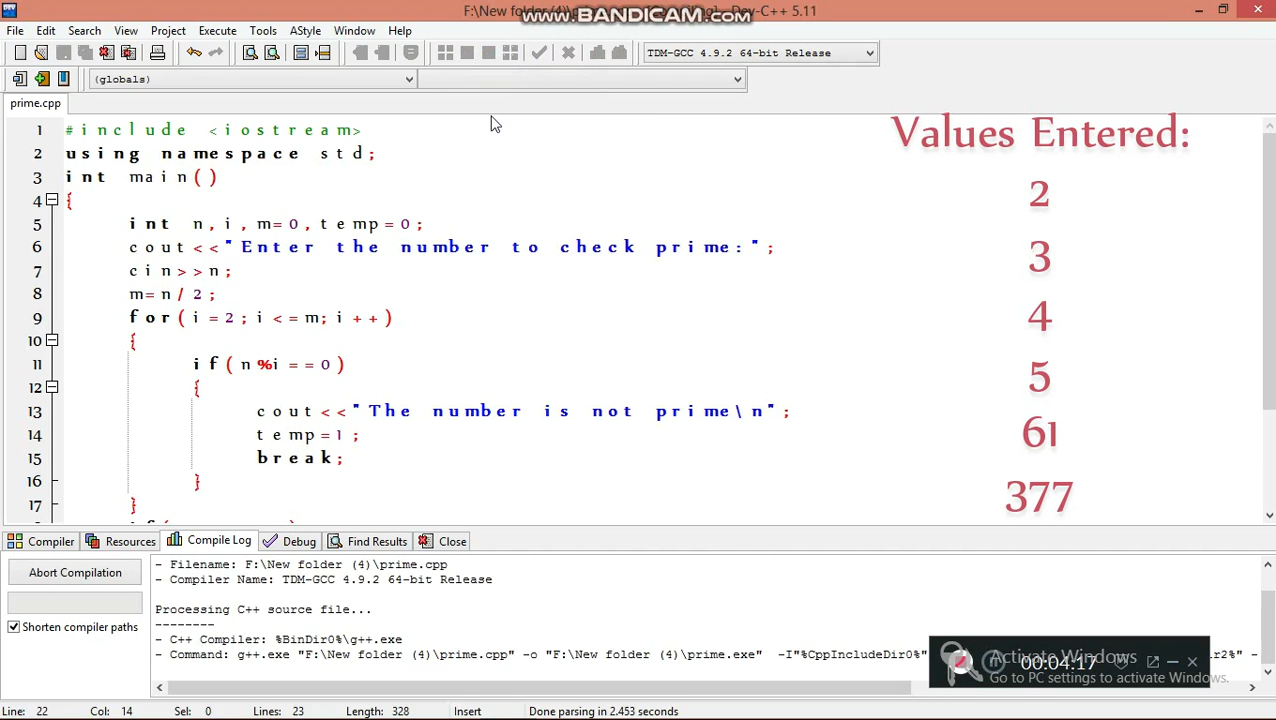 F:\New folder (4)\
Dev-C++ 5.11
www.BANDICAM.com
File Edit Search View Project Execute Tools AStyle Window Help
TDM-GCC 4.9.2 64-bit Release
(globals)
prime.cpp
1 #include <iostream>
2 using namespace std;
3 int main()
4 {
5 int n,i,m=0,temp=0;
6 cout<<"Enter the number to check prime:";
7 cin>>n;
8 m=n/2;
9 for(i=2;i<=m;i++)
10 {
11 if(n%i==0)
12 {
13 cout<<"The number is not prime\n";
14 temp=1;
15 break;
16 }
17 }
Values Entered:
2
3
4
5
61
377
Compiler Resources Compile Log Debug Find Results Close
Abort Compilation
Shorten compiler paths
- Filename: F:\New folder (4)\prime.cpp
- Compiler Name: TDM-GCC 4.9.2 64-bit Release
Processing C++ source file...
--------
- C++ Compiler: %BinDir0%\g++.exe
- Command: g++.exe "F:\New folder (4)\prime.cpp" -o "F:\New folder (4)\prime.exe" -I"%CppIncludeDir0%"
Activate Windows
00:04:17
Go to PC settings to activate Windows.
Line: 22 Col: 14 Sel: 0 Lines: 23 Length: 328 Insert Done parsing in 2.453 seconds